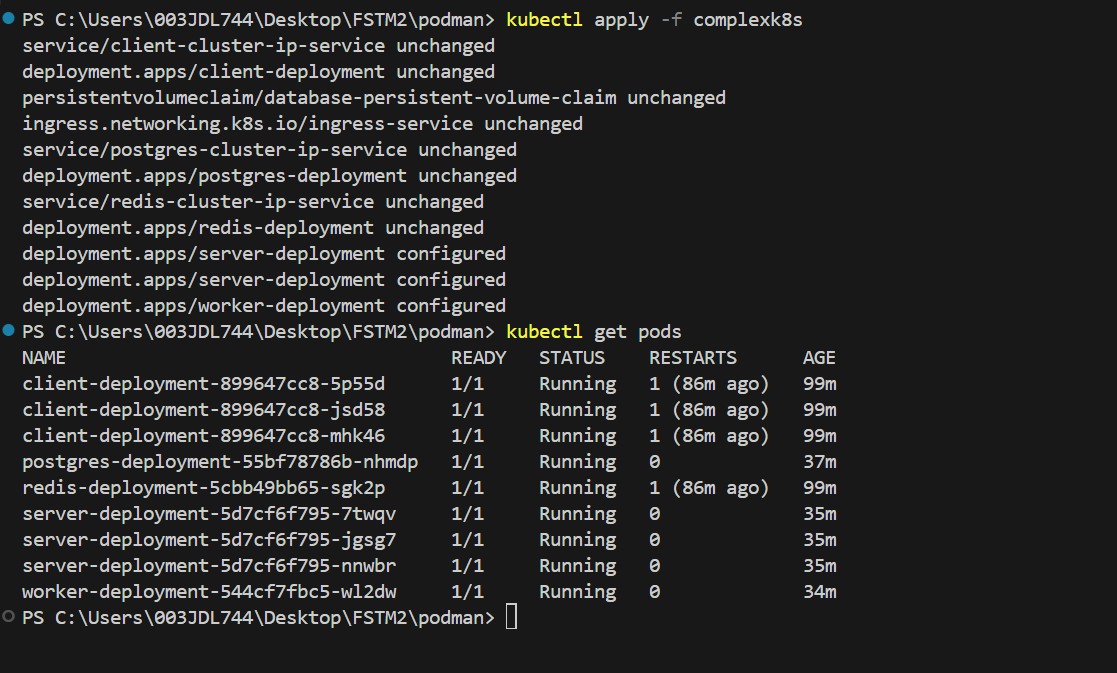 PS C:\Users\003JDL744\Desktop\FSTM2\podman> kubectl apply -f complexk8s
service/client-cluster-ip-service unchanged
deployment.apps/client-deployment unchanged
persistentvolumeclaim/database-persistent-volume-claim unchanged
ingress.networking.k8s.io/ingress-service unchanged
service/postgres-cluster-ip-service unchanged
deployment.apps/postgres-deployment unchanged
service/redis-cluster-ip-service unchanged
deployment.apps/redis-deployment unchanged
deployment.apps/server-deployment configured
deployment.apps/server-deployment configured
deployment.apps/worker-deployment configured
PS C:\Users\003JDL744\Desktop\FSTM2\podman> kubectl get pods
NAME READY STATUS RESTARTS AGE
client-deployment-899647cc8-5p55d 1/1 Running 1 (86m ago) 99m
client-deployment-899647cc8-jsd58 1/1 Running 1 (86m ago) 99m
client-deployment-899647cc8-mhk46 1/1 Running 1 (86m ago) 99m
postgres-deployment-55bf78786b-nhmdp 1/1 Running 0 37m
redis-deployment-5cbb49bb65-sgk2p 1/1 Running 1 (86m ago) 99m
server-deployment-5d7cf6f795-7twqv 1/1 Running 0 35m
server-deployment-5d7cf6f795-jgsg7 1/1 Running 0 35m
server-deployment-5d7cf6f795-nnwbr 1/1 Running 0 35m
worker-deployment-544cf7fbc5-wl2dw 1/1 Running 0 34m
PS C:\Users\003JDL744\Desktop\FSTM2\podman>